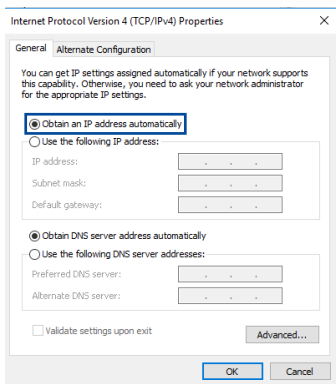 Internet Protocol Version 4 (TCP/IPv4) Properties
General Alternate Configuration
You can get IP settings assigned automatically if your network supports
this capability. Otherwise, you need to ask your network administrator
for the appropriate IP settings.
Obtain an IP address automatically
Use the following IP address:
IP address:
Subnet mask:
Default gateway:
Obtain DNS server address automatically
Use the following DNS server addresses:
Preferred DNS server:
Alternate DNS server:
Validate settings upon exit
Advanced...
OK Cancel